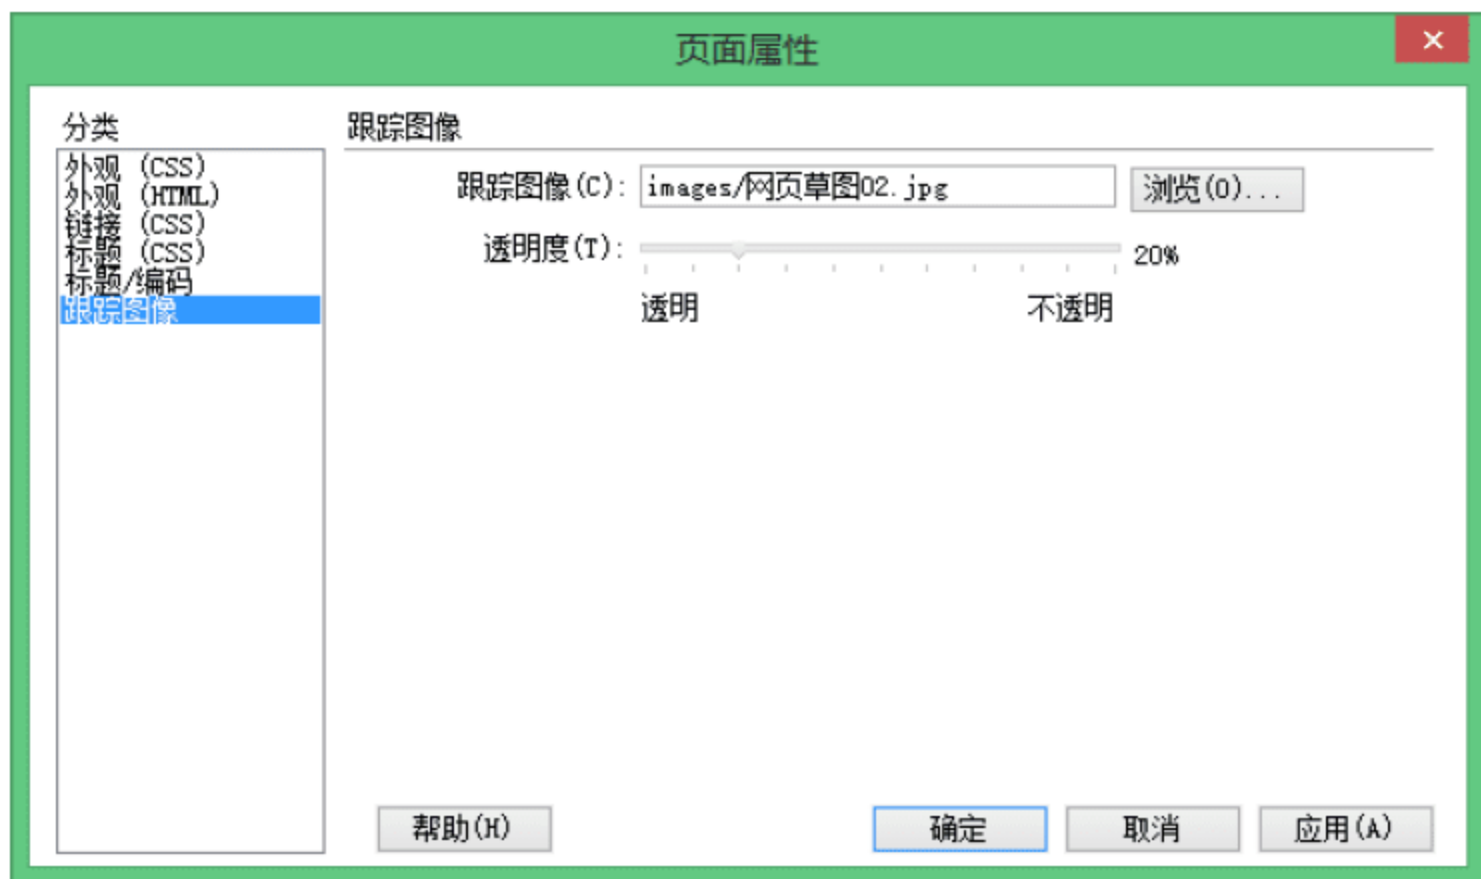 页面属性
分类
外观 (CSS)
外观 (HTML)
链接 (CSS)
标题 (CSS)
标题/编码
跟踪图像
跟踪图像
跟踪图像(C): images/网页草图02.jpg 浏览(O)...
透明度(T): 20%
透明 不透明
帮助(H) 确定 取消 应用(A)